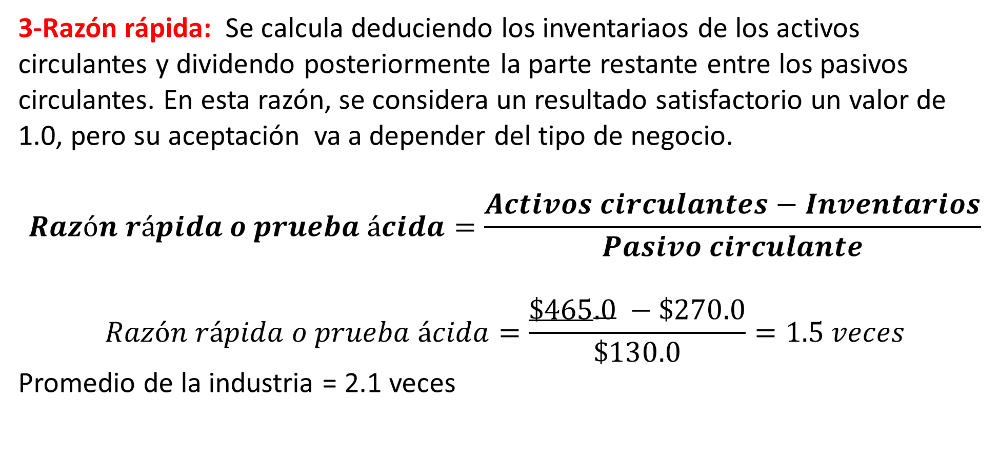 3-Razón rápida: Se calcula deduciendo los inventariaos de los activos
circulantes y dividendo posteriormente la parte restante entre los pasivos
circulantes. En esta razón, se considera un resultado satisfactorio un valor de
1.0, pero su aceptación va a depender del tipo de negocio.
Razón rápida o prueba ácida = Activos circulantes − Inventarios
Pasivo circulante
Razón rápida o prueba ácida = $465.0 − $270.0 = 1.5 veces
$130.0
Promedio de la industria = 2.1 veces